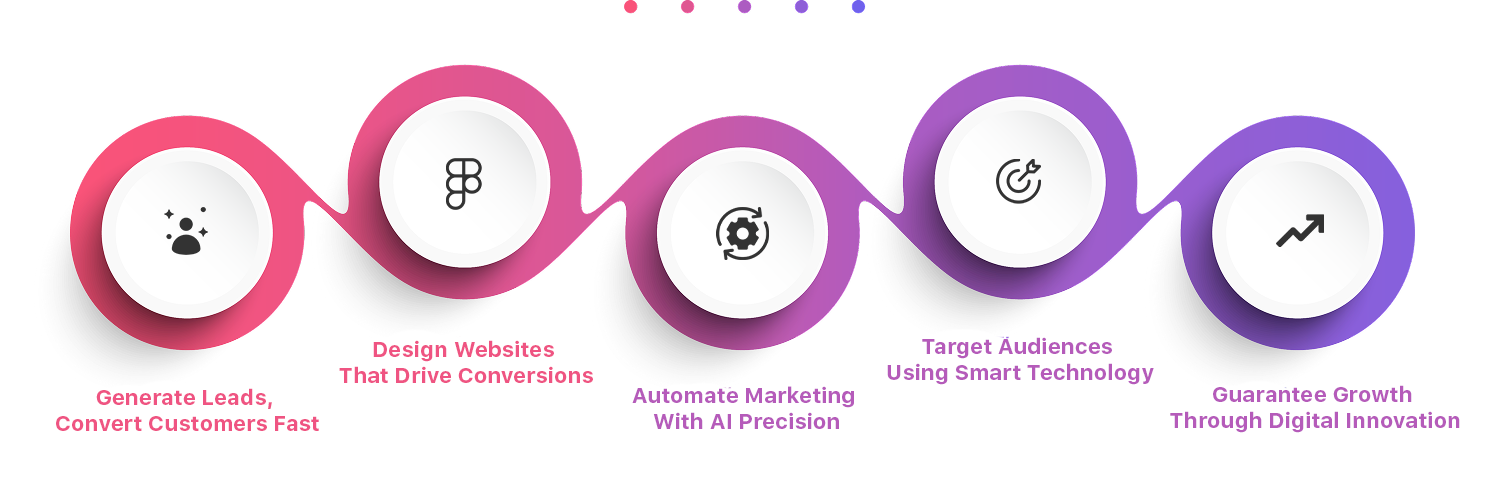 Generate Leads,
Convert Customers Fast
Design Websites
That Drive Conversions
Automate Marketing
With AI Precision
Target Audiences
Using Smart Technology
Guarantee Growth
Through Digital Innovation